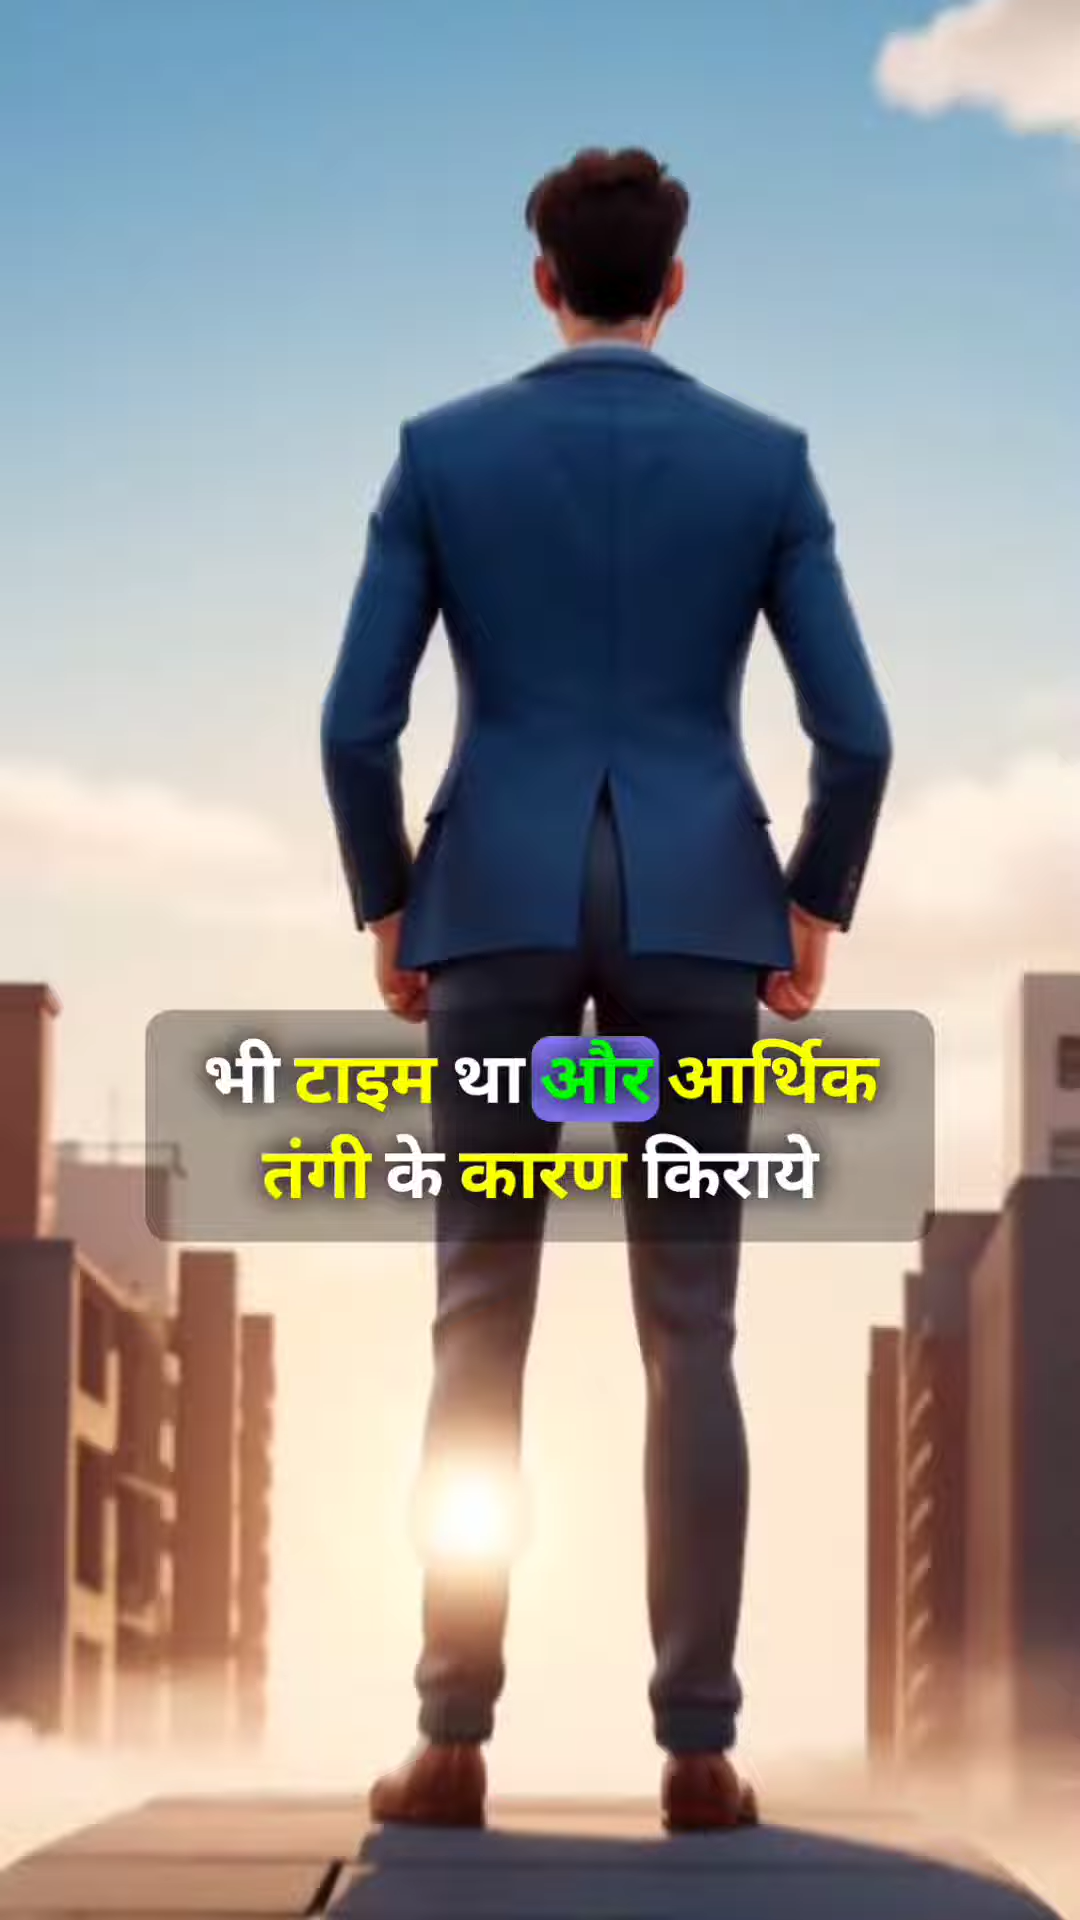 भी टाइम था और आर्थिक
तंगी के कारण किराये